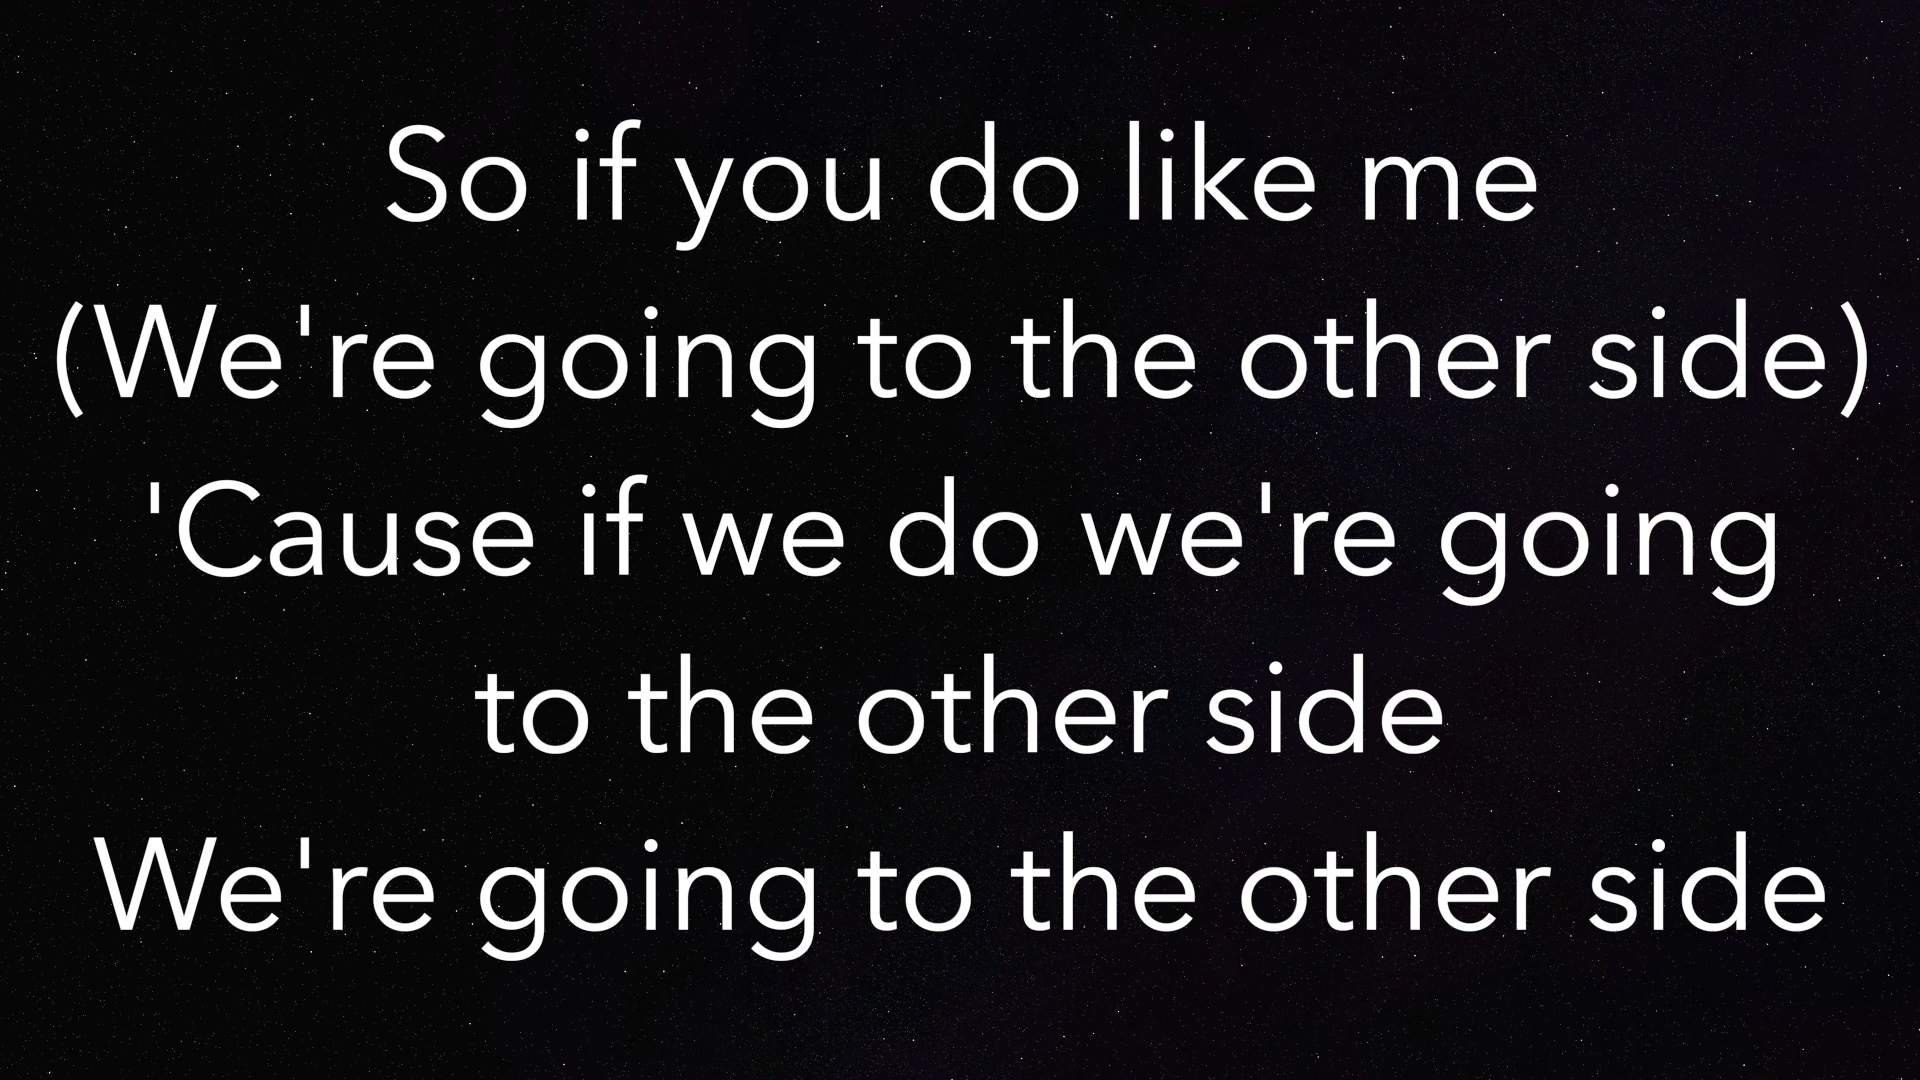 So if you do like me
(We're going to the other side)
'Cause if we do we're going
to the other side
We're going to the other side